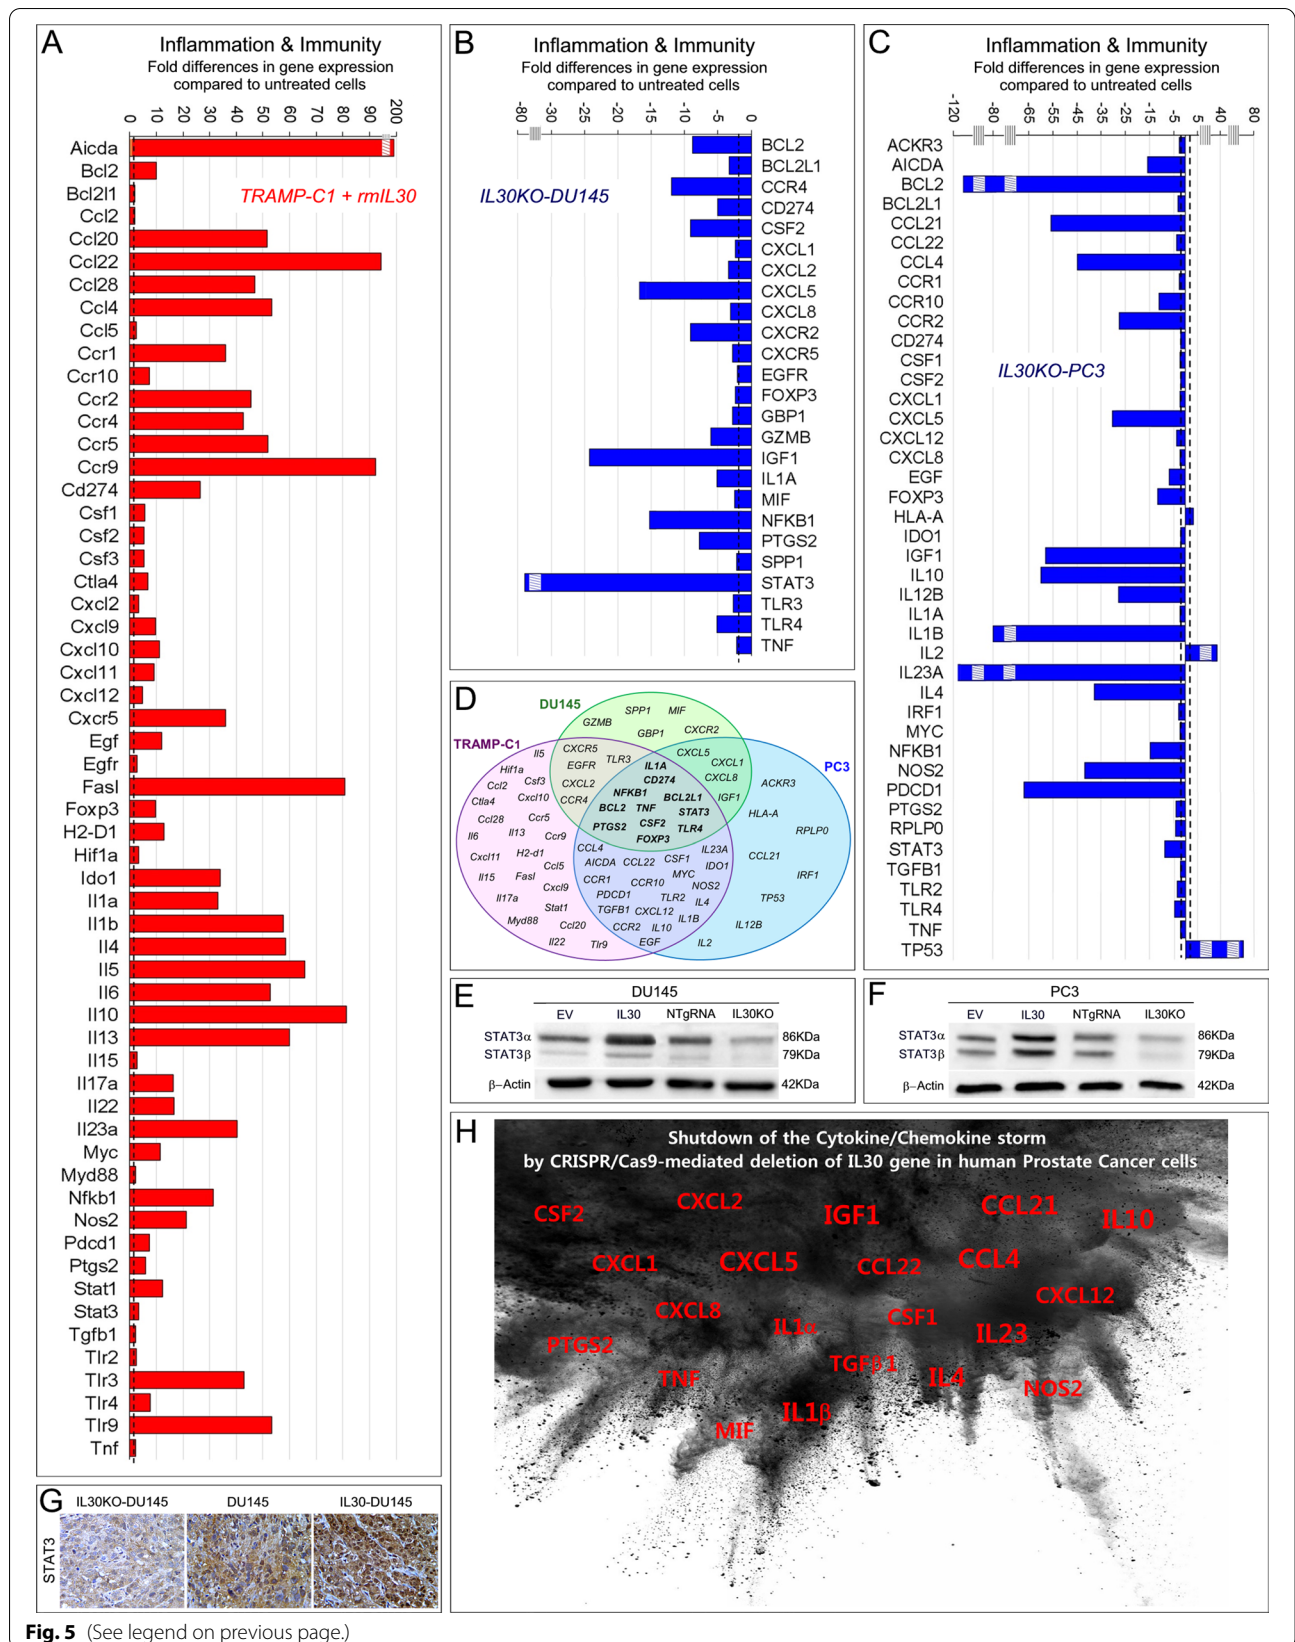 A
Inflammation & Immunity
Fold differences in gene expression
compared to untreated cells
0 10 20 30 40 50 60 70 80 90 200
TRAMP-C1 + rmIL30
Aicda
Bcl2
Bcl2l1
Ccl2
Ccl20
Ccl22
Ccl28
Ccl4
Ccl5
Ccr1
Ccr10
Ccr2
Ccr4
Ccr5
Ccr9
Cd274
Csf1
Csf2
Csf3
Ctla4
Cxcl2
Cxcl9
Cxcl10
Cxcl11
Cxcl12
Cxcr5
Egf
Egfr
Fasl
Foxp3
H2-D1
Hif1a
Ido1
Il1a
Il1b
Il4
Il5
Il6
Il10
Il13
Il15
Il17a
Il22
Il23a
Myc
Myd88
Nfkb1
Nos2
Pdcd1
Ptgs2
Stat1
Stat3
Tgfb1
Tlr2
Tlr3
Tlr4
Tlr9
Tnf
B
Inflammation & Immunity
Fold differences in gene expression
compared to untreated cells
-80 -25 -20 -15 -10 -5 0
IL30KO-DU145
BCL2
BCL2L1
CCR4
CD274
CSF2
CXCL1
CXCL2
CXCL5
CXCL8
CXCR2
CXCR5
EGFR
FOXP3
GBP1
GZMB
IGF1
IL1A
MIF
NFKB1
PTGS2
SPP1
STAT3
TLR3
TLR4
TNF
C
Inflammation & Immunity
Fold differences in gene expression
compared to untreated cells
-120 -80 -65 -55 -45 -35 -25 -15 -5 5 40 80
IL30KO-PC3
ACKR3
AICDA
BCL2
BCL2L1
CCL21
CCL22
CCL4
CCR1
CCR10
CCR2
CD274
CSF1
CSF2
CXCL1
CXCL5
CXCL12
CXCL8
EGF
FOXP3
HLA-A
IDO1
IGF1
IL10
IL12B
IL1A
IL1B
IL2
IL23A
IL4
IRF1
MYC
NFKB1
NOS2
PDCD1
PTGS2
RPLP0
STAT3
TGFB1
TLR2
TLR4
TNF
TP53
D
DU145
TRAMP-C1
PC3
SPP1 MIF
GZMB
GBP1 CXCR2
Il5 CXCR5 TLR3 CXCL5
EGFR IL1A CXCL1
Hif1a CD274 CXCL8
Ccl2 Csf3 CXCL2 ACKR3
Ctla4 Cxcl10 CCR4 NFKB1 BCL2L1 IGF1
BCL2 TNF STAT3 HLA-A
Ccl28 Ccr5 CSF2
Il6 Il13 Ccr9 PTGS2 TLR4 RPLP0
FOXP3
Cxcl11 H2-d1 CCL4 IL23A
Ccl5 AICDA CCL22 CSF1 IDO1 CCL21
Il15 Fasl Cxcl9 CCR1 CCR10 MYC NOS2 IRF1
Il17a PDCD1 TLR2 IL4 TP53
Stat1 TGFB1 CXCL12 IL1B
Myd88 Ccl20 CCR2 IL10 IL12B
Il22 Tlr9 EGF IL2
E
DU145
EV IL30 NTgRNA IL30KO
STAT3α 86KDa
STAT3β 79KDa
β–Actin 42KDa
F
PC3
EV IL30 NTgRNA IL30KO
STAT3α 86KDa
STAT3β 79KDa
β–Actin 42KDa
G
IL30KO-DU145 DU145 IL30-DU145
STAT3
H
Shutdown of the Cytokine/Chemokine storm
by CRISPR/Cas9-mediated deletion of IL30 gene in human Prostate Cancer cells
CSF2 CXCL2 IGF1 CCL21 IL10
CXCL1 CXCL5 CCL22 CCL4
CXCL8 CSF1 CXCL12
PTGS2 IL1α IL23
TNF TGFβ1 IL4 NOS2
MIF IL1β
Fig. 5 (See legend on previous page.)